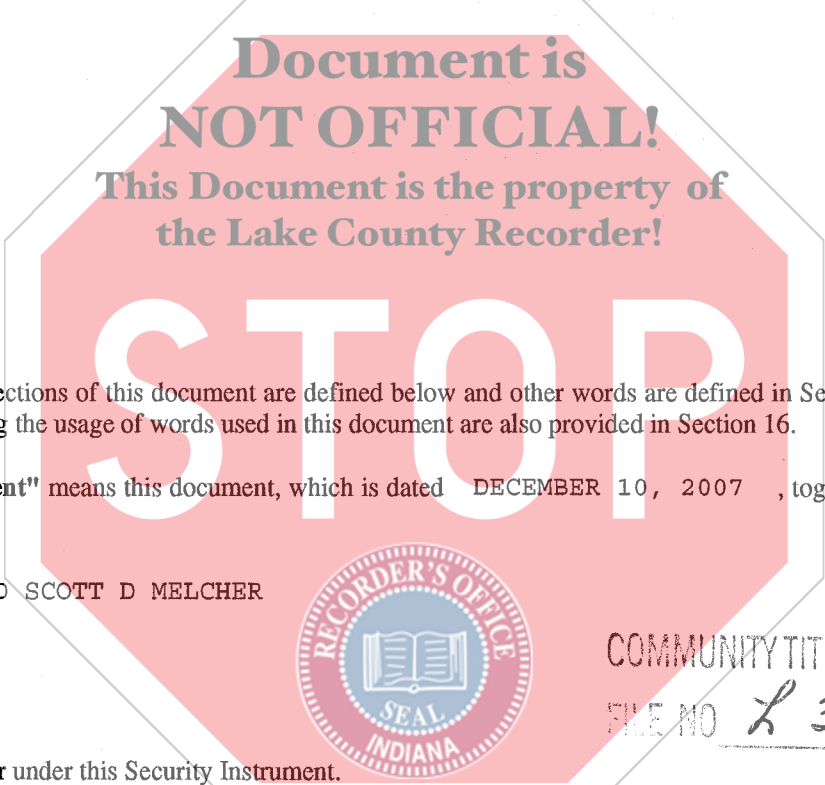 Document is
NOT OFFICIAL!
This Document is the property of
the Lake County Recorder!
STOP
ections of this document are defined below and other words are defined in Se
g the usage of words used in this document are also provided in Section 16.
ent" means this document, which is dated DECEMBER 10, 2007 , tog
SCOTT D MELCHER
RECORDER'S OFFICE
SEAL
INDIANA
COMMUNITY TIT
FILE NO L 3
r under this Security Instrument.